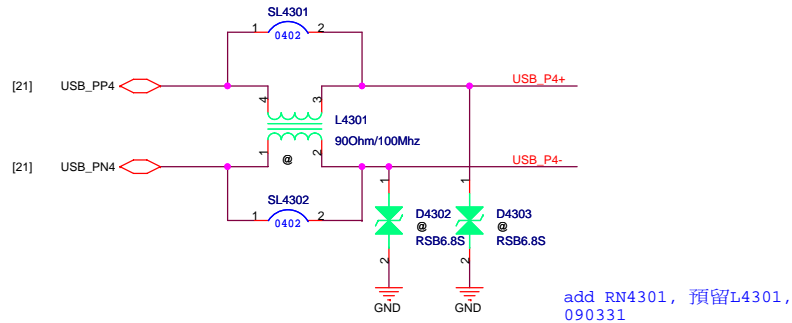 SL4301
1 2
0402
[21] USB_PP4 USB_P4+
4 3
L4301
90Ohm/100Mhz
1 2 @
[21] USB_PN4 USB_P4-
SL4302
1 2
0402
1 1
D4302 D4303
@ @
RSB6.8S RSB6.8S
2 2
GND GND
add RN4301, 預留L4301,
090331